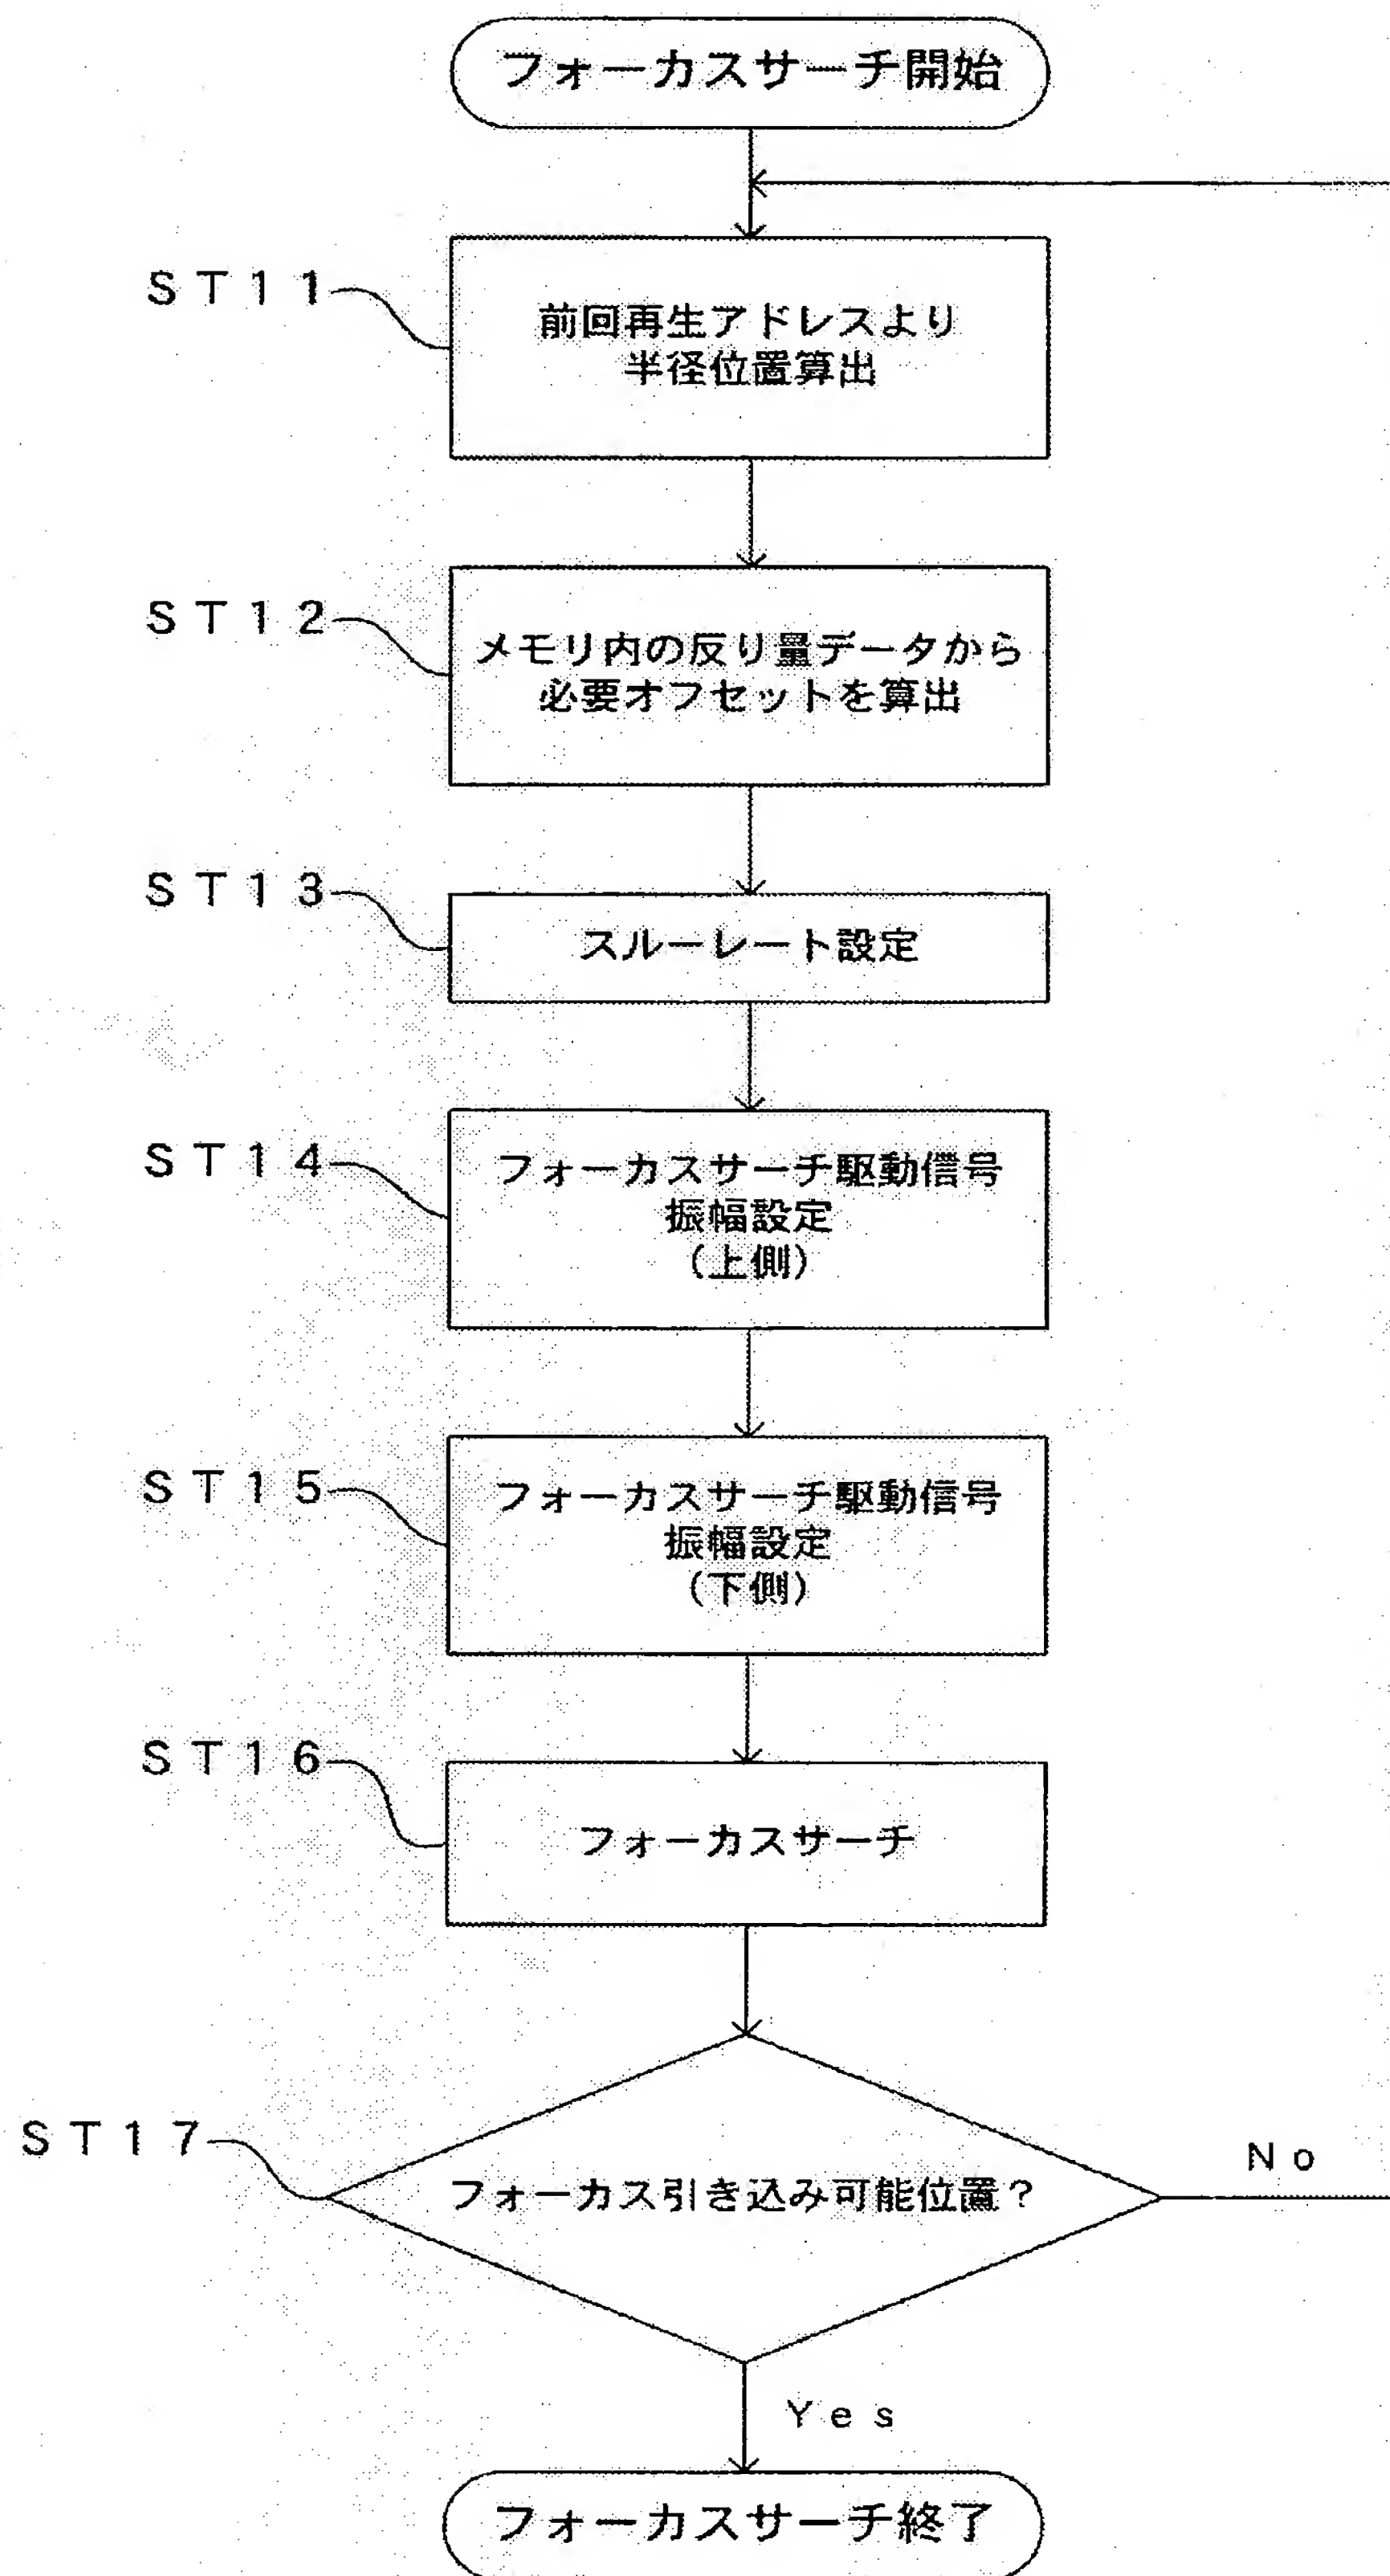 フォーカスサーチ開始
ST11
前回再生アドレスより
半径位置算出
ST12
メモリ内の反り量データから
必要オフセットを算出
ST13
スルーレート設定
ST14
フォーカスサーチ駆動信号
振幅設定
(上側)
ST15
フォーカスサーチ駆動信号
振幅設定
(下側)
ST16
フォーカスサーチ
ST17
フォーカス引き込み可能位置?
No
Yes
フォーカスサーチ終了